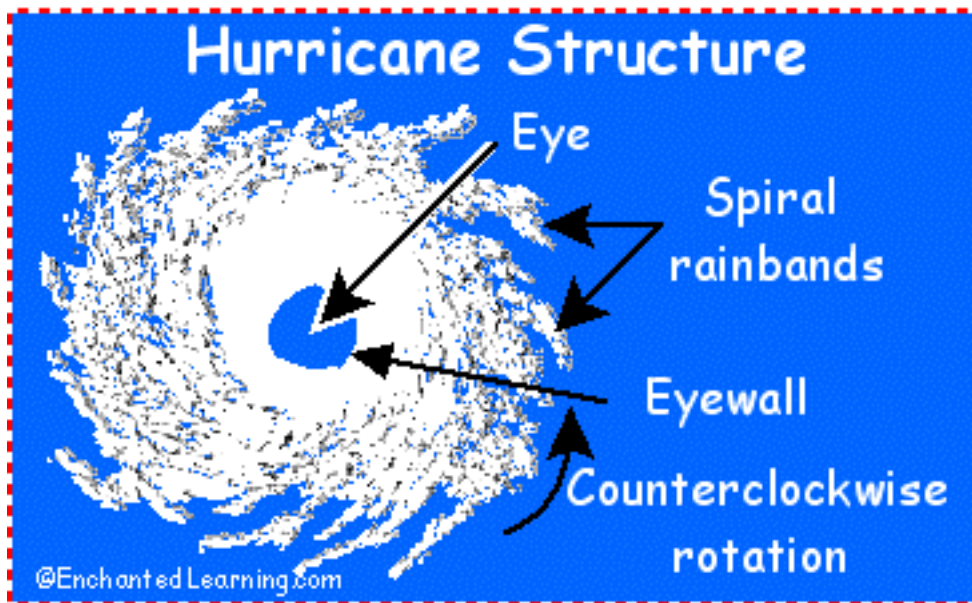 Hurricane Structure
Eye
Spiral
rainbands
Eyewall
Counterclockwise
rotation
@EnchantedLearning.com